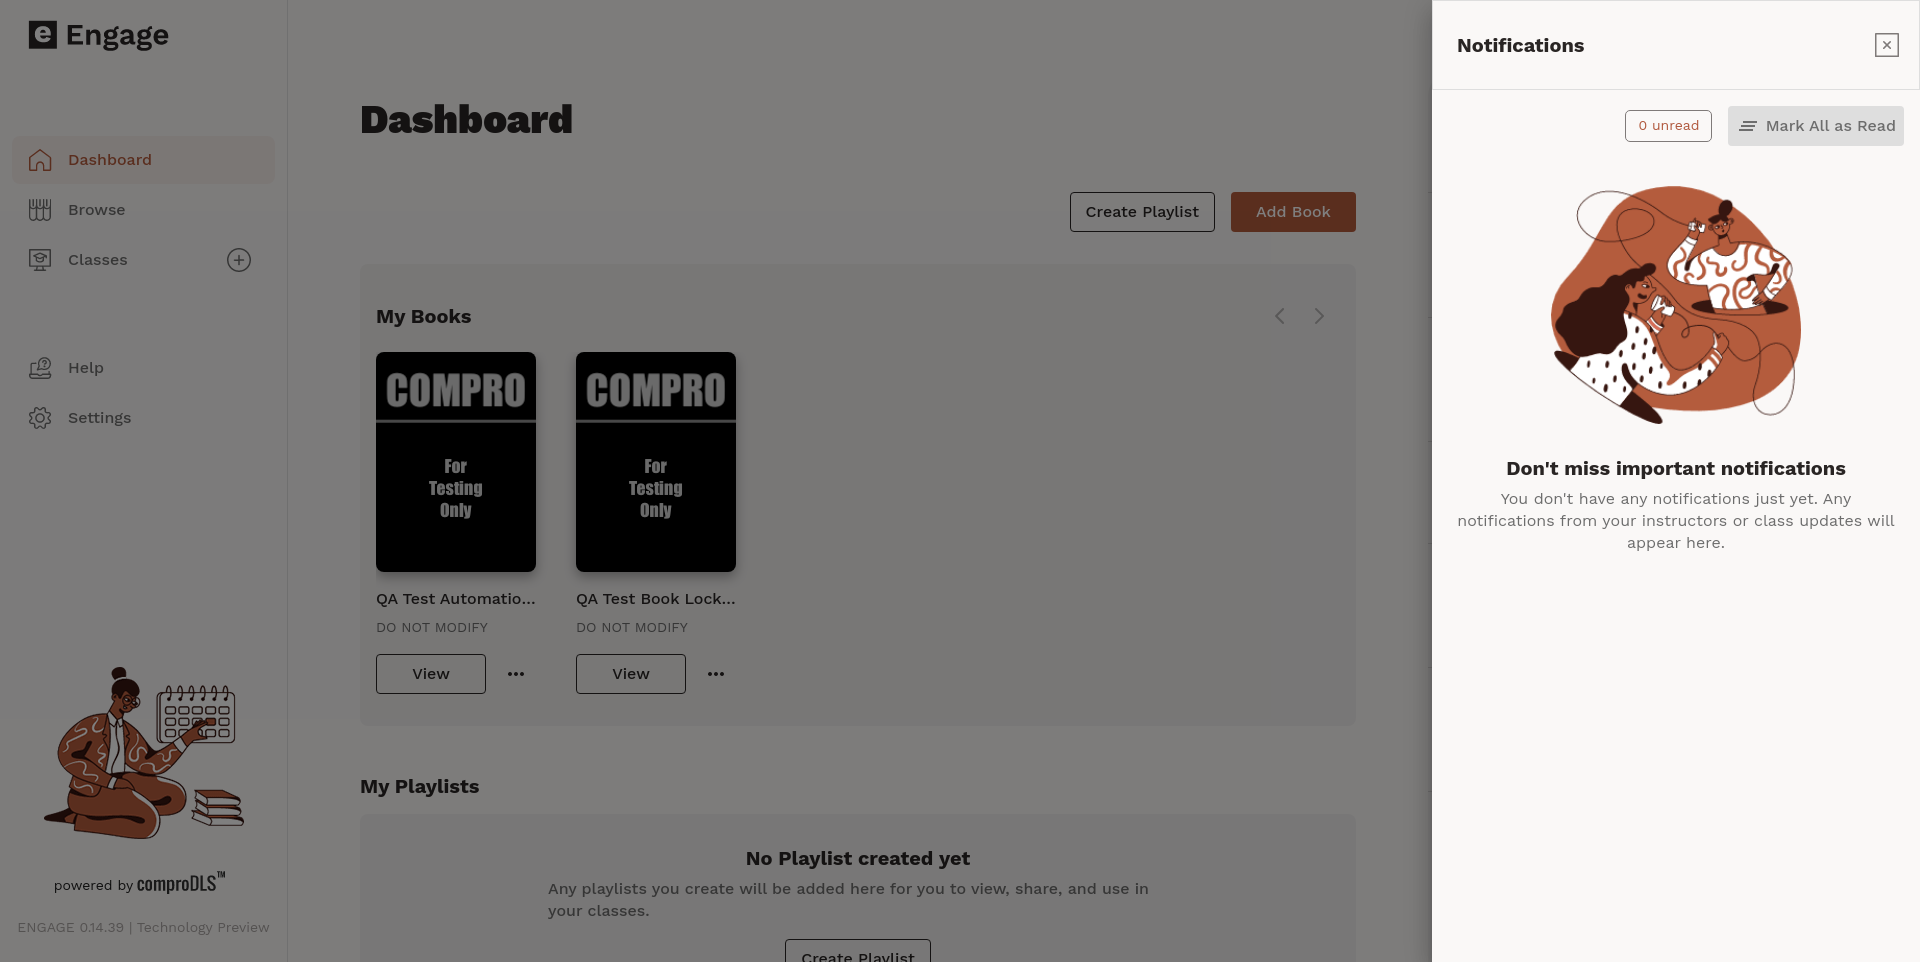 e Engage
Dashboard
Browse
Classes
Help
Settings
powered by comproDLS™
ENGAGE 0.14.39 | Technology Preview
Dashboard
Create Playlist
Add Book
My Books
COMPRO
For
Testing
Only
QA Test Automatio...
DO NOT MODIFY
View
COMPRO
For
Testing
Only
QA Test Book Lock...
DO NOT MODIFY
View
My Playlists
No Playlist created yet
Any playlists you create will be added here for you to view, share, and use in
your classes.
Create Playlist
Notifications
0 unread
Mark All as Read
Don't miss important notifications
You don't have any notifications just yet. Any
notifications from your instructors or class updates will
appear here.